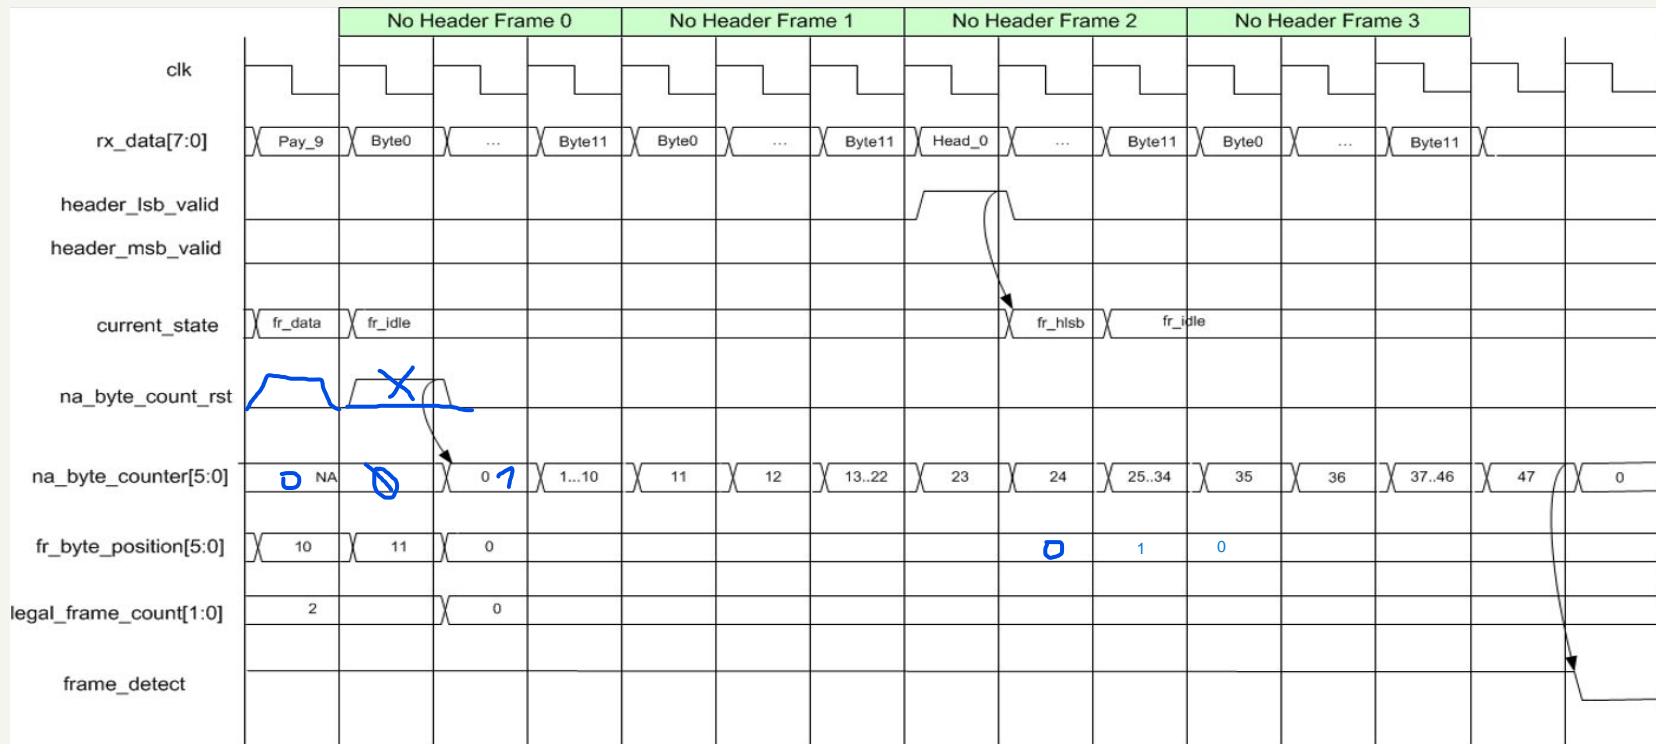 No Header Frame 0 No Header Frame 1 No Header Frame 2 No Header Frame 3
clk
rx_data[7:0] Pay_9 Byte0 ... Byte11 Byte0 ... Byte11 Head_0 ... Byte11 Byte0 ... Byte11
header_lsb_valid
header_msb_valid
current_state fr_data fr_idle fr_hlsb fr_idle
na_byte_count_rst X
na_byte_counter[5:0] 0 NA 0 0 1 1...10 11 12 13..22 23 24 25..34 35 36 37..46 47 0
fr_byte_position[5:0] 10 11 0 0 1 0
legal_frame_count[1:0] 2 0
frame_detect